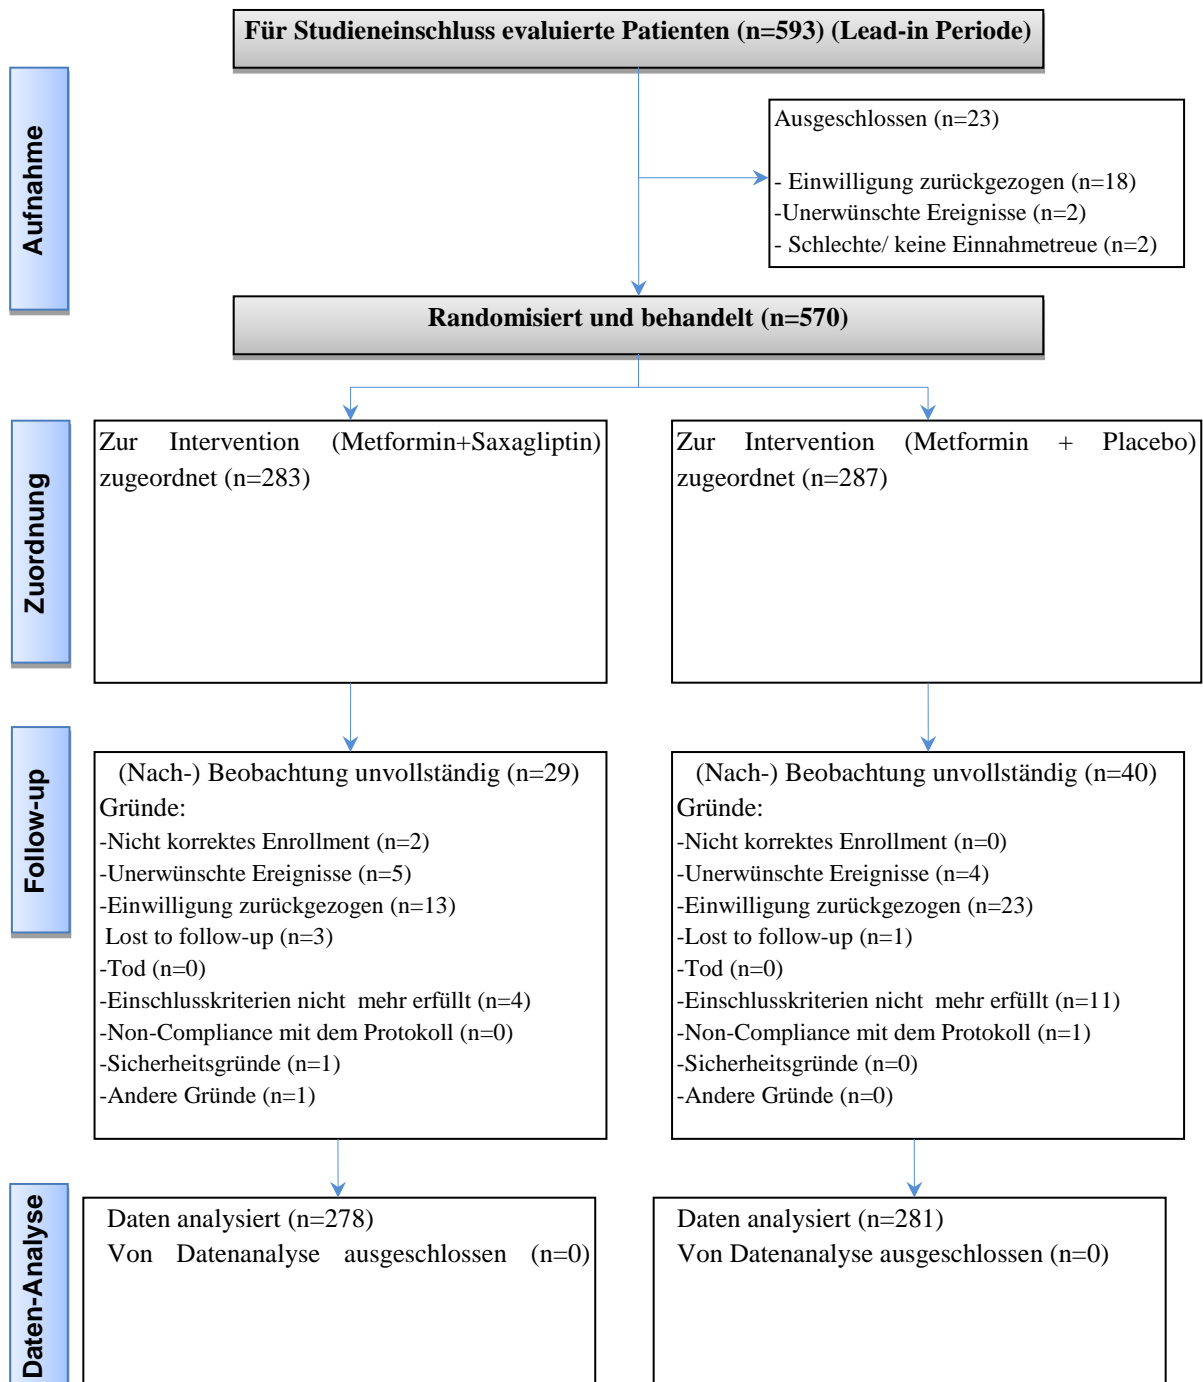 Für Studieneinschluss evaluierte Patienten (n=593) (Lead-in Periode)
Aufnahme
Ausgeschlossen (n=23)
- Einwilligung zurückgezogen (n=18)
-Unerwünschte Ereignisse (n=2)
- Schlechte/ keine Einnahmetreue (n=2)
Randomisiert und behandelt (n=570)
Zuordnung
Zur Intervention (Metformin+Saxagliptin)
zugeordnet (n=283)
Zur Intervention (Metformin + Placebo)
zugeordnet (n=287)
Follow-up
(Nach-) Beobachtung unvollständig (n=29)
Gründe:
-Nicht korrektes Enrollment (n=2)
-Unerwünschte Ereignisse (n=5)
-Einwilligung zurückgezogen (n=13)
Lost to follow-up (n=3)
-Tod (n=0)
-Einschlusskriterien nicht mehr erfüllt (n=4)
-Non-Compliance mit dem Protokoll (n=0)
-Sicherheitsgründe (n=1)
-Andere Gründe (n=1)
(Nach-) Beobachtung unvollständig (n=40)
Gründe:
-Nicht korrektes Enrollment (n=0)
-Unerwünschte Ereignisse (n=4)
-Einwilligung zurückgezogen (n=23)
-Lost to follow-up (n=1)
-Tod (n=0)
-Einschlusskriterien nicht mehr erfüllt (n=11)
-Non-Compliance mit dem Protokoll (n=1)
-Sicherheitsgründe (n=0)
-Andere Gründe (n=0)
Daten-Analyse
Daten analysiert (n=278)
Von Datenanalyse ausgeschlossen (n=0)
Daten analysiert (n=281)
Von Datenanalyse ausgeschlossen (n=0)